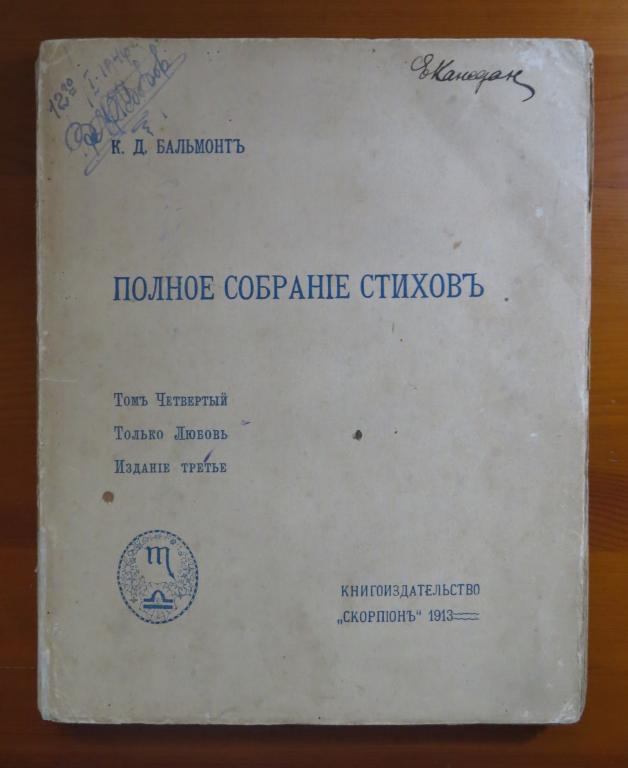 К. Д. БАЛЬМОНТЪ
ПОЛНОЕ СОБРАНІЕ СТИХОВЪ
Томъ Четвертый
Только Любовь
Изданіе третье
КНИГОИЗДАТЕЛЬСТВО
„СКОРПІОНЪ“ 1913